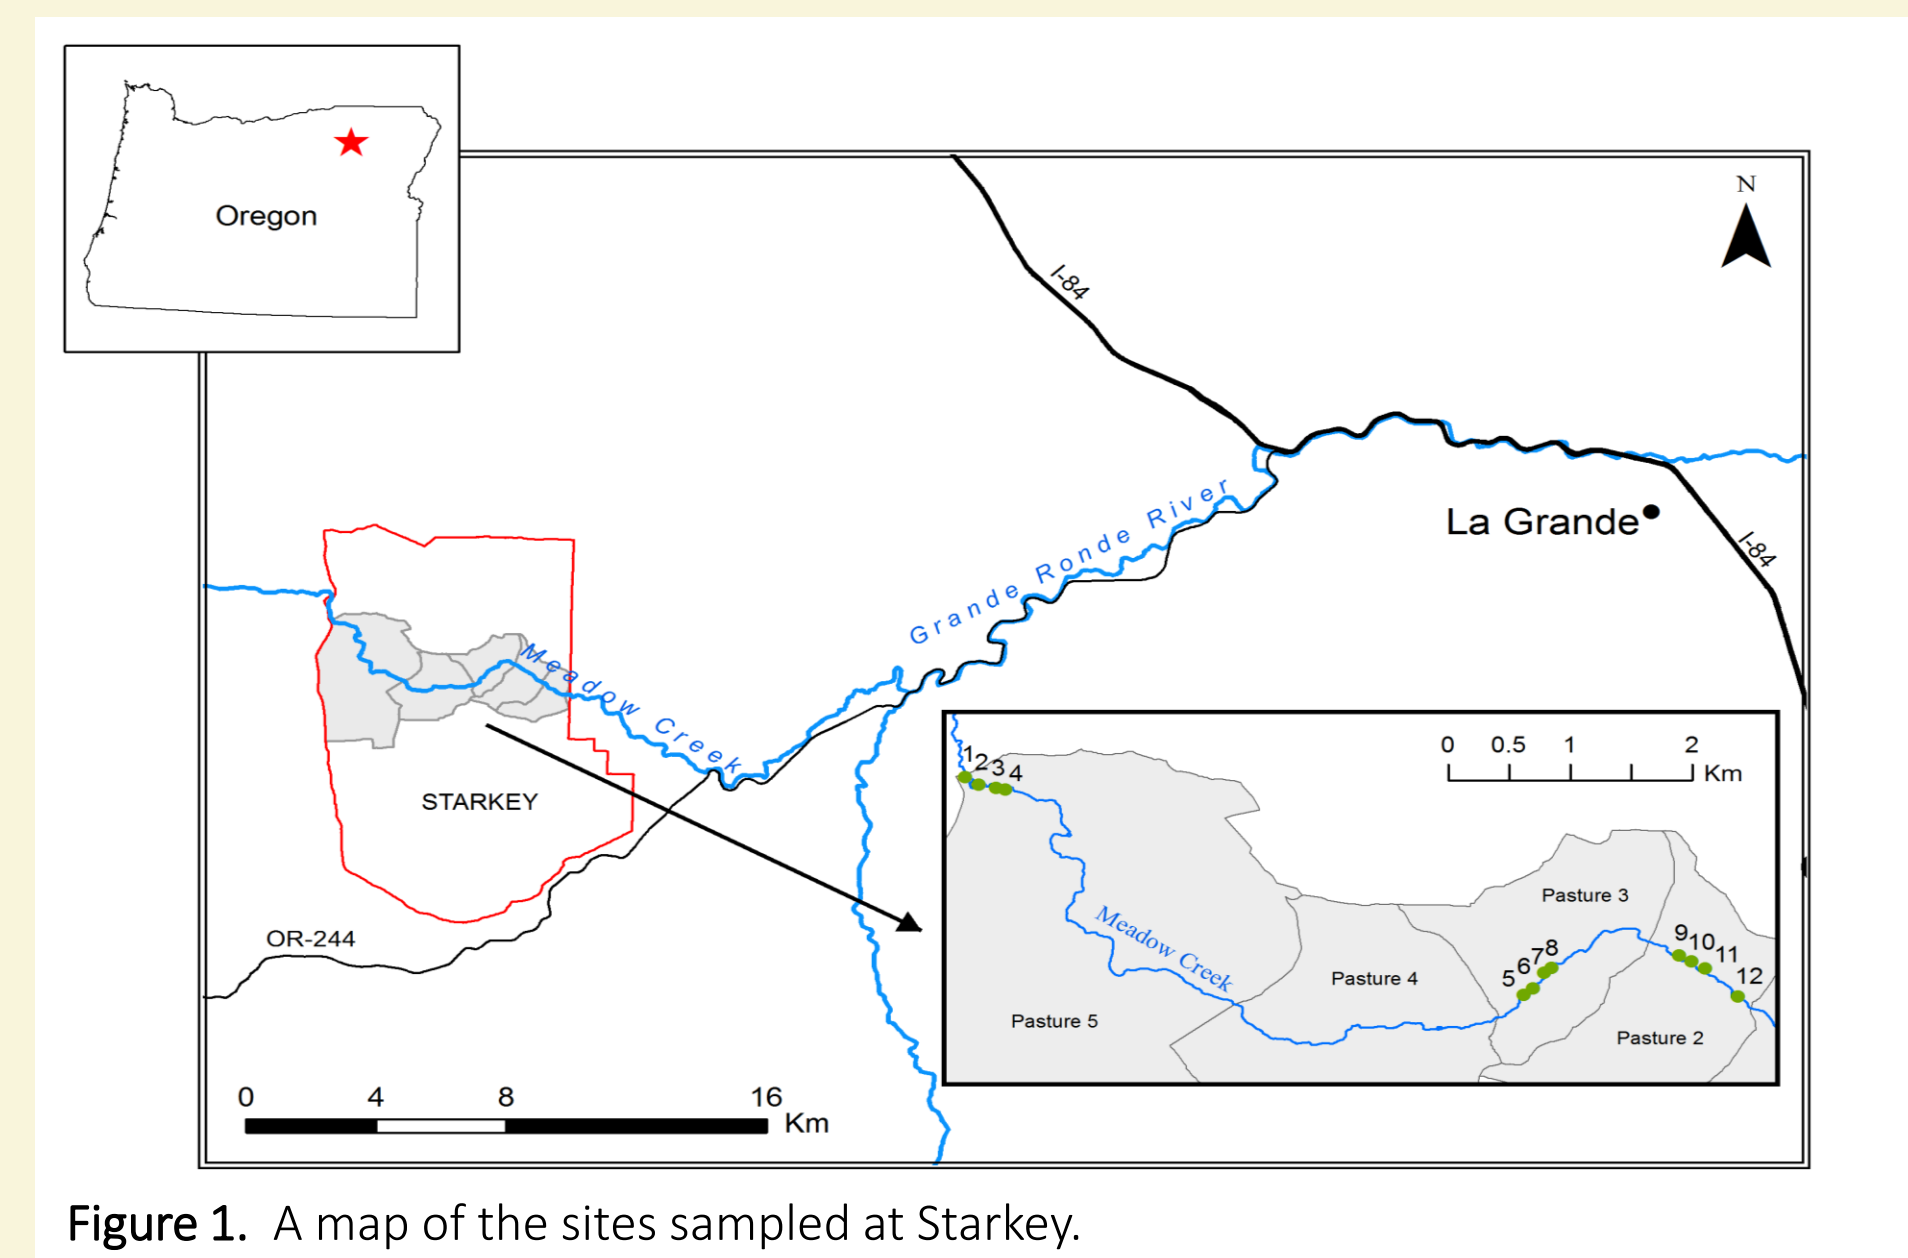 Oregon
N
I-84
Grande Ronde River
La Grande
I-84
Meadow Creek
STARKEY
OR-244
0 4 8 16
Km
0 0.5 1 2
Km
1 2 3 4
Meadow Creek
Pasture 3
5 6 7 8
9 10 11 12
Pasture 4
Pasture 5
Pasture 2
Figure 1. A map of the sites sampled at Starkey.